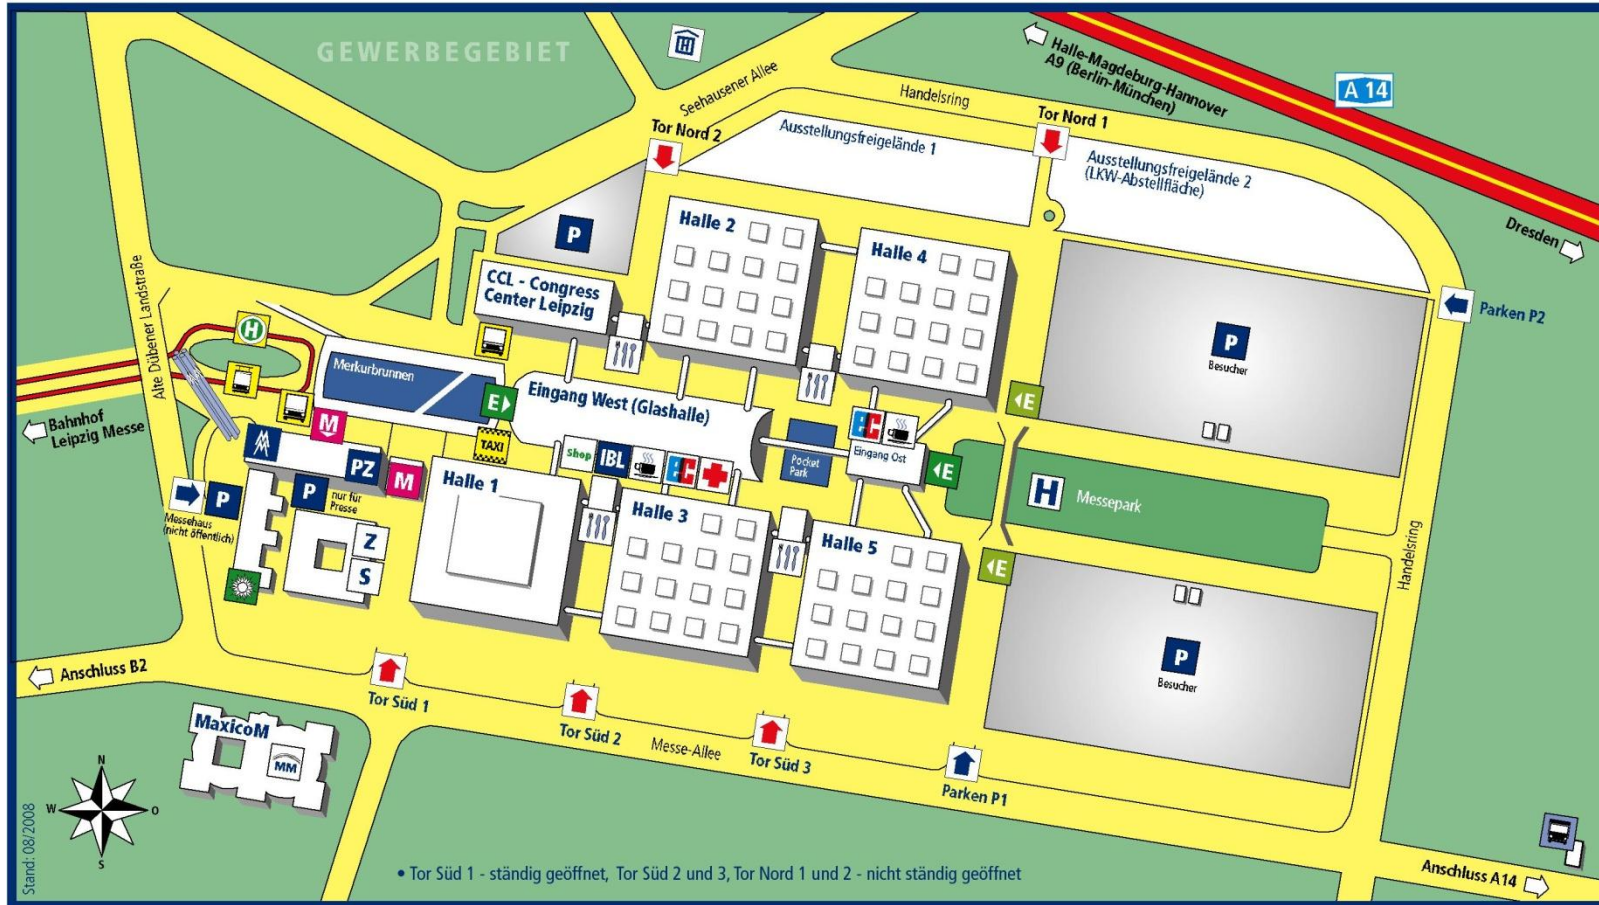 GEWERBEGEBIET
H
Seehausener Allee
Handelsring
Halle-Magdeburg-Hannover
A9 (Berlin-München)
A 14
Tor Nord 2
Tor Nord 1
Ausstellungsfreigelände 1
Ausstellungsfreigelände 2
(LKW-Abstellfläche)
Dresden
P
Halle 2
Halle 4
CCL - Congress
Center Leipzig
Parken P2
P
Besucher
Alte Dübener Landstraße
H
Merkurbrunnen
E
Eingang West (Glashalle)
E
Bahnhof
Leipzig Messe
M
TAXI
PZ
M
Shop
IBL
EC
EC
Pocket
Park
Eingang Ost
E
H
Messepark
P
P
nur für
Presse
Messehaus
(nicht öffentlich)
Z
S
Halle 1
Halle 3
Halle 5
E
Handelsring
P
Besucher
Anschluss B2
Tor Süd 1
Tor Süd 2
Messe-Allee
Tor Süd 3
Parken P1
MaxicoM
MM
N
W
O
S
Stand: 08/2008
• Tor Süd 1 - ständig geöffnet, Tor Süd 2 und 3, Tor Nord 1 und 2 - nicht ständig geöffnet
Anschluss A14